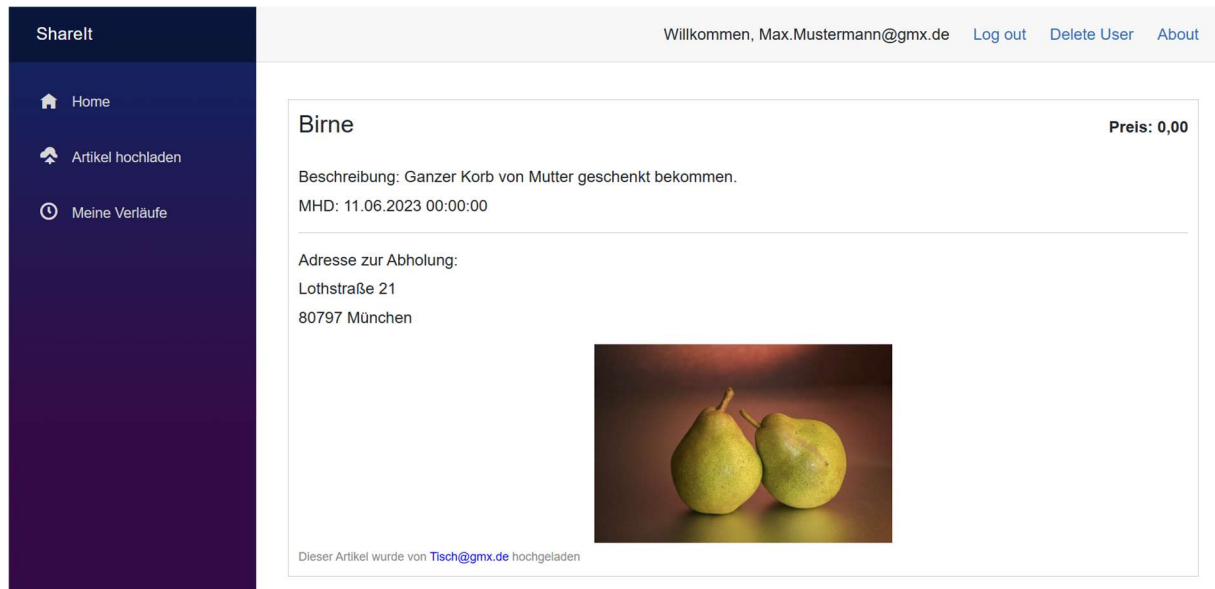 ShareIt
Willkommen, Max.Mustermann@gmx.de Log out Delete User About
Home
Artikel hochladen
Meine Verläufe
Birne
Preis: 0,00
Beschreibung: Ganzer Korb von Mutter geschenkt bekommen.
MHD: 11.06.2023 00:00:00
Adresse zur Abholung:
Lothstraße 21
80797 München
Dieser Artikel wurde von Tisch@gmx.de hochgeladen